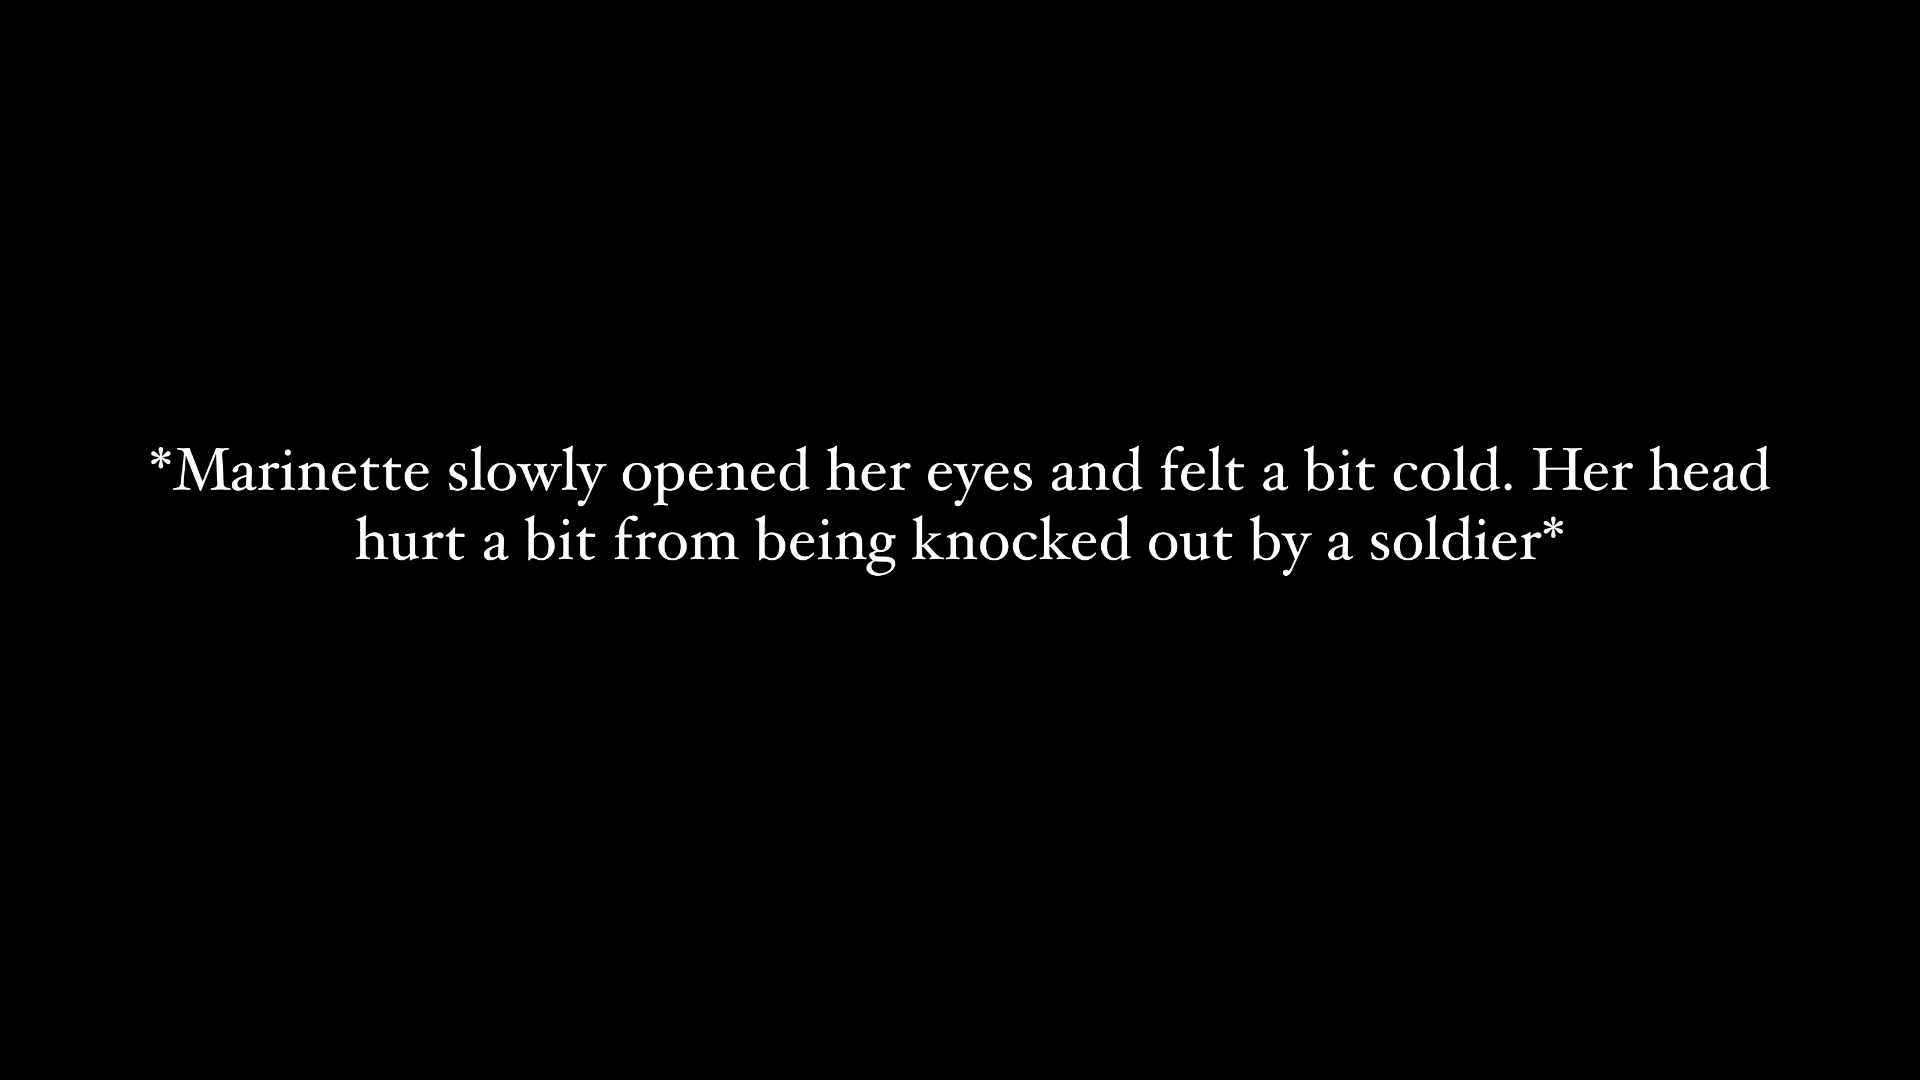 *Marinette slowly opened her eyes and felt a bit cold. Her head
hurt a bit from being knocked out by a soldier*